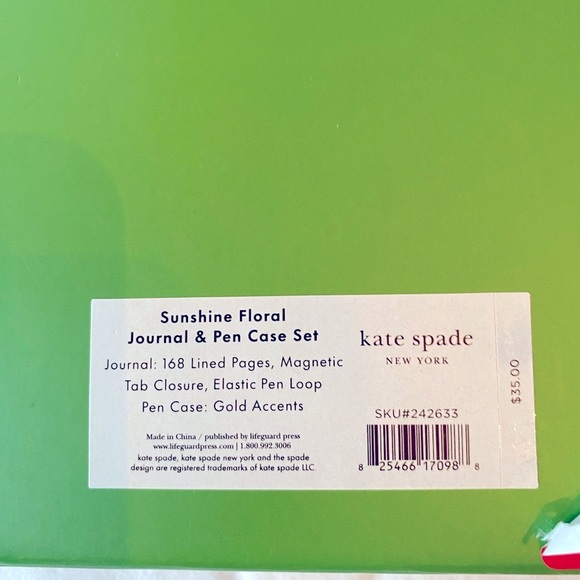 Sunshine Floral
Journal & Pen Case Set
Journal: 168 Lined Pages, Magnetic
Tab Closure, Elastic Pen Loop
Pen Case: Gold Accents
Made in China / published by lifeguard press
www.lifeguardpress.com | 1.800.992.3006
kate spade, kate spade new york and the spade
design are registered trademarks of kate spade LLC.
kate spade
NEW YORK
SKU#242633
8 25466 17098 8
$35.00